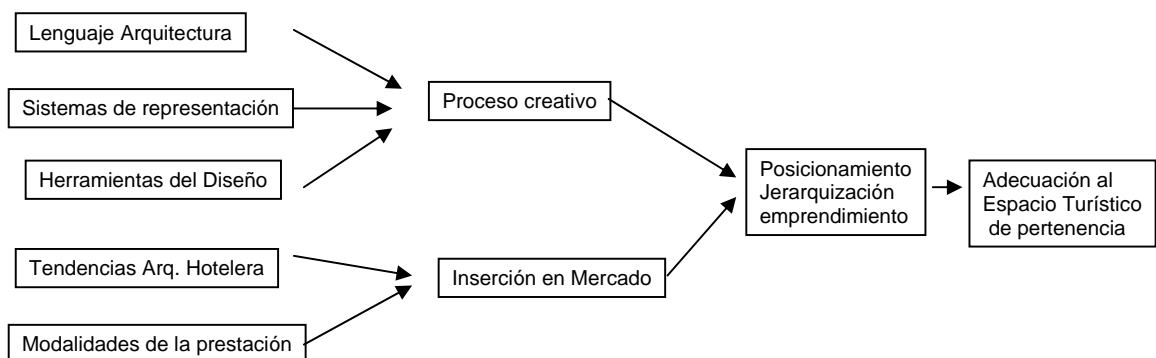 Lenguaje Arquitectura
Sistemas de representación
Herramientas del Diseño
Proceso creativo
Tendencias Arq. Hotelera
Modalidades de la prestación
Inserción en Mercado
Posicionamiento
Jerarquización
emprendimiento
Adecuación al
Espacio Turístico
de pertenencia